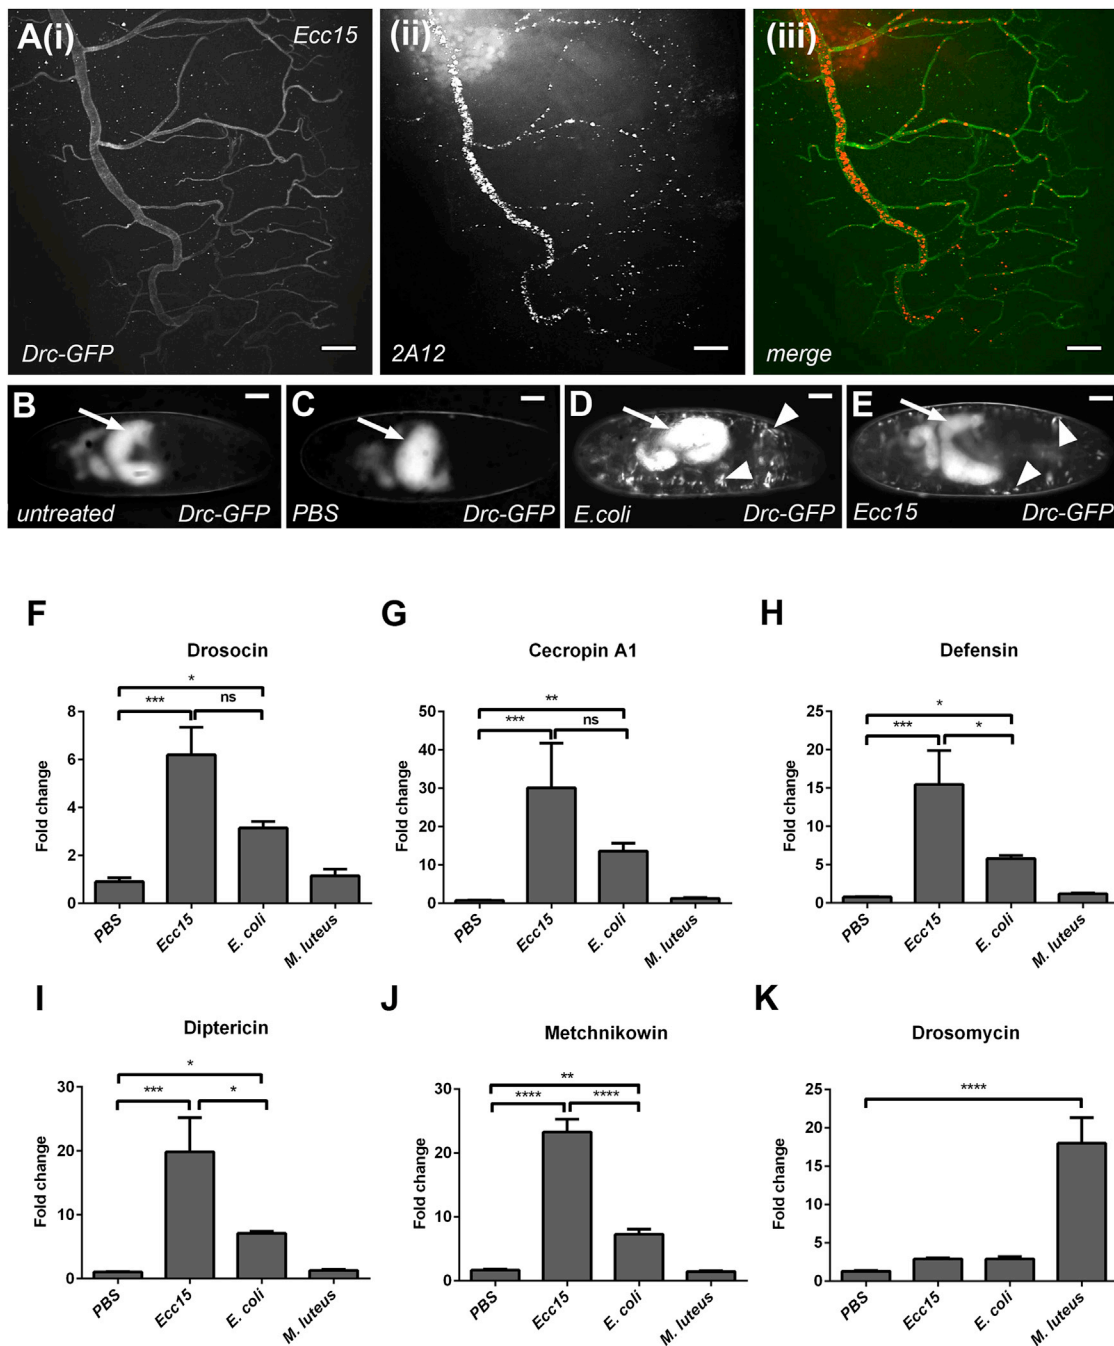 A(i) Ecc15 (ii) (iii)
Drc-GFP 2A12 merge
B C D E
untreated Drc-GFP PBS Drc-GFP E.coli Drc-GFP Ecc15 Drc-GFP
F
Drosocin
*
*** ns
8
6
4
2
0
Fold change
PBS
Ecc15
E. coli
M. luteus
G
Cecropin A1
**
*** ns
50
40
30
20
10
0
Fold change
PBS
Ecc15
E. coli
M. luteus
H
Defensin
*
*** *
25
20
15
10
5
0
Fold change
PBS
Ecc15
E. coli
M. luteus
I
Diptericin
*
*** *
30
20
10
0
Fold change
PBS
Ecc15
E. coli
M. luteus
J
Metchnikowin
**
**** ****
30
20
10
0
Fold change
PBS
Ecc15
E. coli
M. luteus
K
Drosomycin
****
25
20
15
10
5
0
Fold change
PBS
Ecc15
E. coli
M. luteus